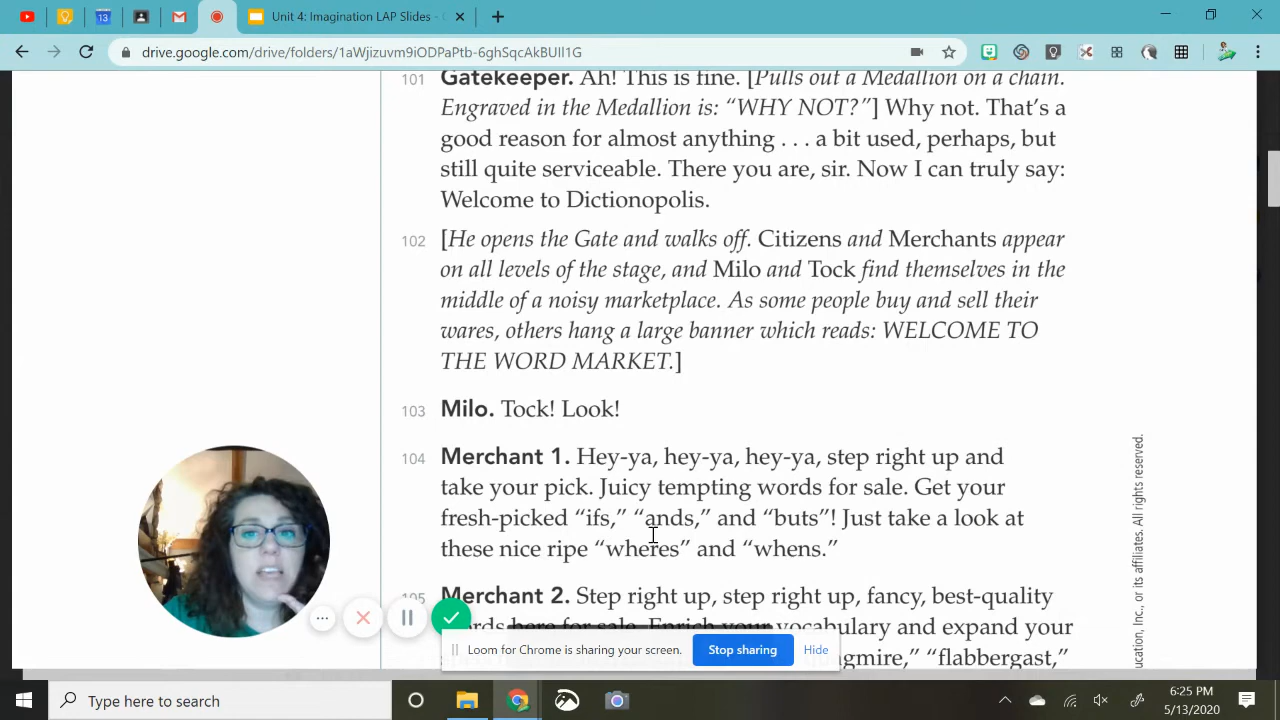 Unit 4: Imagination LAP Slides -
drive.google.com/drive/folders/1aWjizuvm9iODPaPtb-6ghSqcAkBUIl1G
101 Gatekeeper. Ah! This is fine. [Pulls out a Medallion on a chain.
Engraved in the Medallion is: “WHY NOT?”] Why not. That’s a
good reason for almost anything . . . a bit used, perhaps, but
still quite serviceable. There you are, sir. Now I can truly say:
Welcome to Dictionopolis.
102 [He opens the Gate and walks off. Citizens and Merchants appear
on all levels of the stage, and Milo and Tock find themselves in the
middle of a noisy marketplace. As some people buy and sell their
wares, others hang a large banner which reads: WELCOME TO
THE WORD MARKET.]
103 Milo. Tock! Look!
104 Merchant 1. Hey-ya, hey-ya, hey-ya, step right up and
take your pick. Juicy tempting words for sale. Get your
fresh-picked “ifs,” “ands,” and “buts”! Just take a look at
these nice ripe “wheres” and “whens.”
105 Merchant 2. Step right up, step right up, fancy, best-quality
here for sale. Enrich your vocabulary and expand your
“flabbergast,”
ucation, Inc., or its affiliates. All rights reserved.
Loom for Chrome is sharing your screen.
Stop sharing
Hide
Type here to search
6:25 PM
5/13/2020